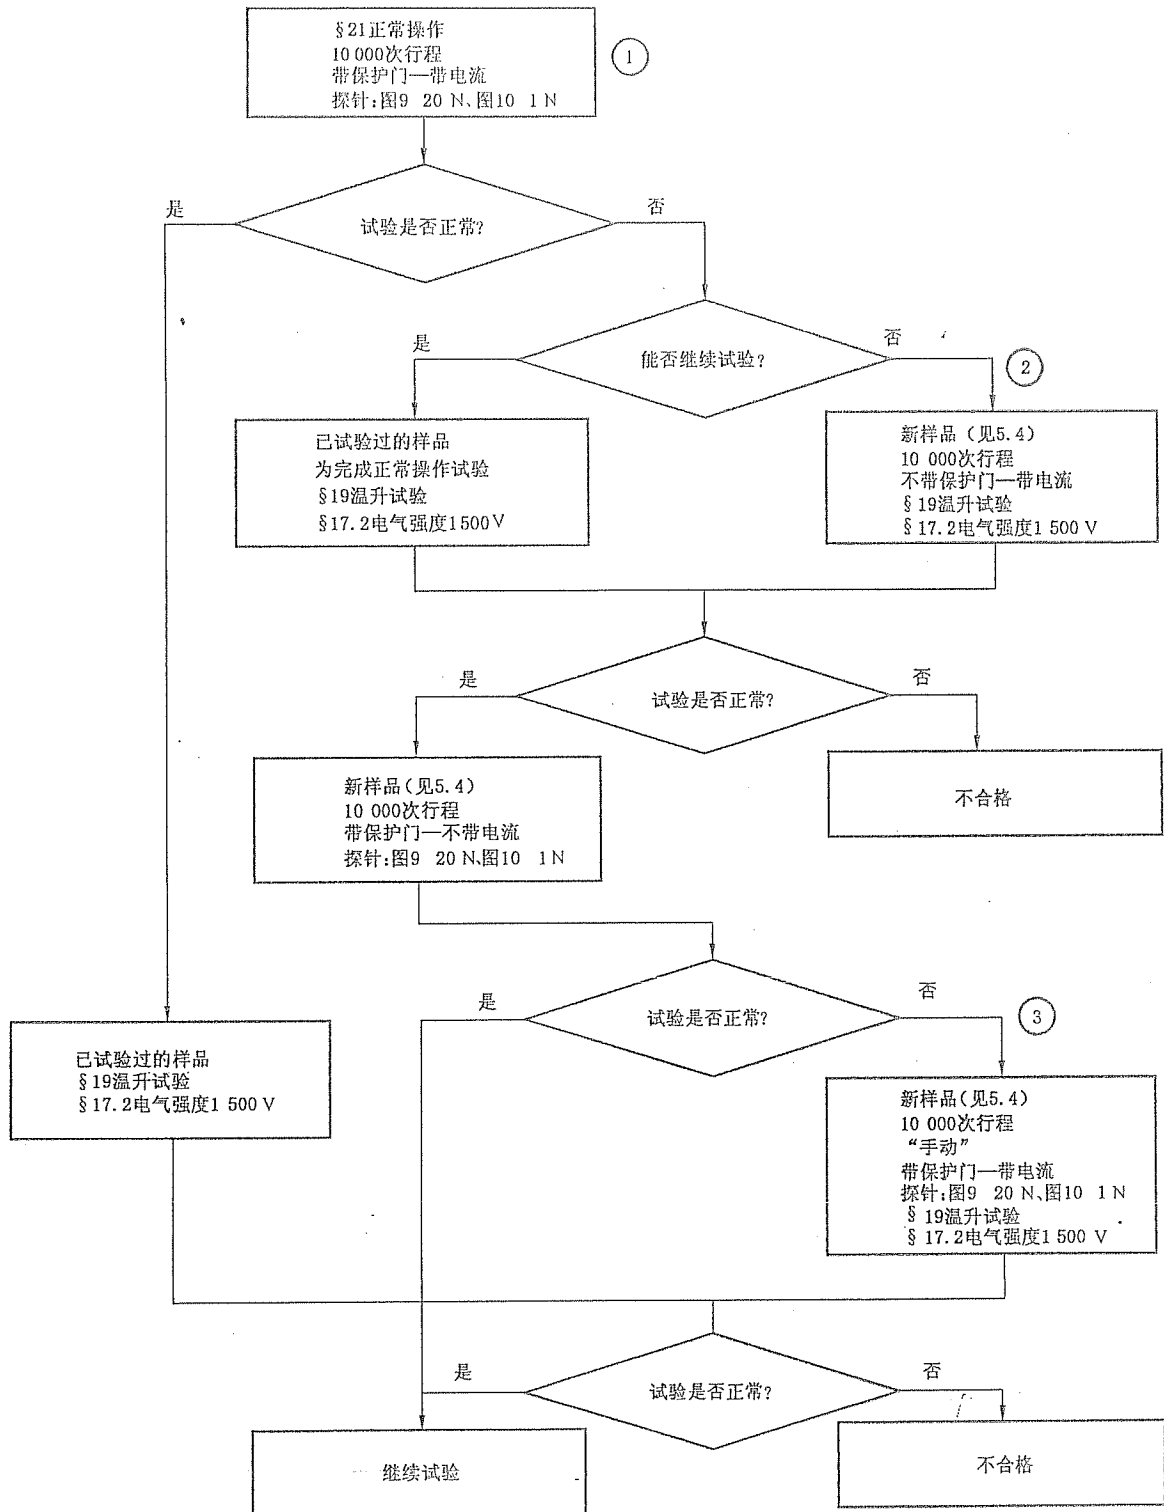 §21正常操作
10 000次行程
带保护门—带电流
探针:图9 20 N、图10 1 N
①
试验是否正常?
是
否
能否继续试验?
是
否
②
已试验过的样品
为完成正常操作试验
§19温升试验
§17.2电气强度1500V
新样品(见5.4)
10 000次行程
不带保护门—带电流
§19温升试验
§17.2电气强度1 500 V
试验是否正常?
是
否
新样品(见5.4)
10 000次行程
带保护门—不带电流
探针:图9 20 N、图10 1 N
不合格
试验是否正常?
是
否
③
已试验过的样品
§19温升试验
§17.2电气强度1 500 V
新样品(见5.4)
10 000次行程
“手动”
带保护门—带电流
探针:图9 20 N、图10 1 N
§19温升试验
§17.2电气强度1 500 V
试验是否正常?
是
否
继续试验
不合格